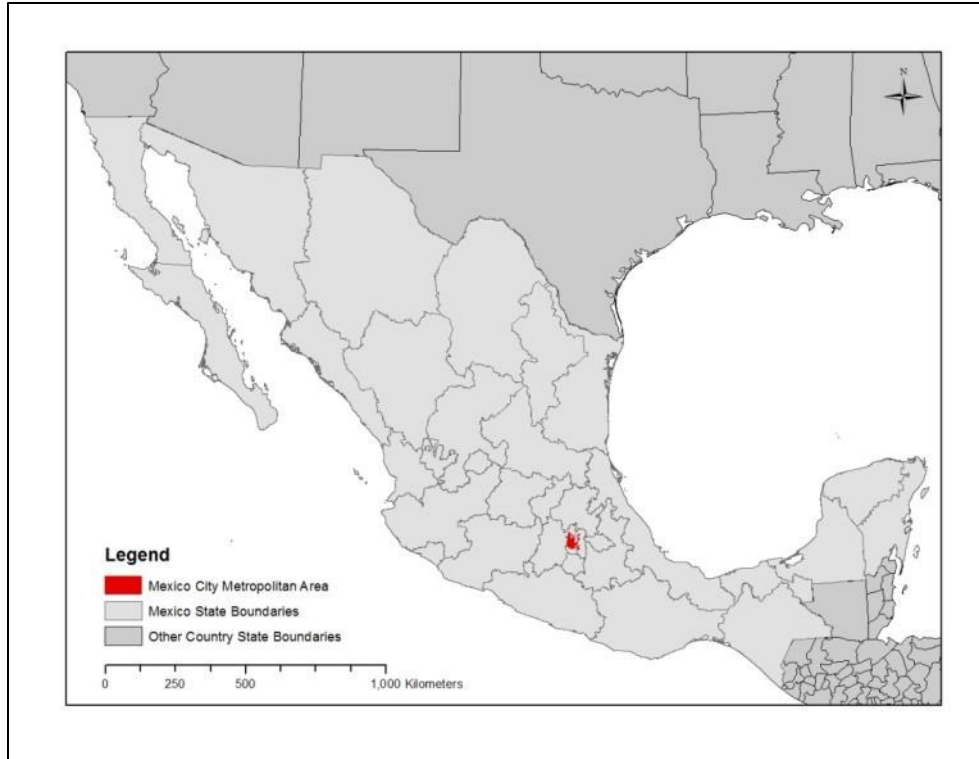 N
Legend
Mexico City Metropolitan Area
Mexico State Boundaries
Other Country State Boundaries
0 250 500 1,000 Kilometers